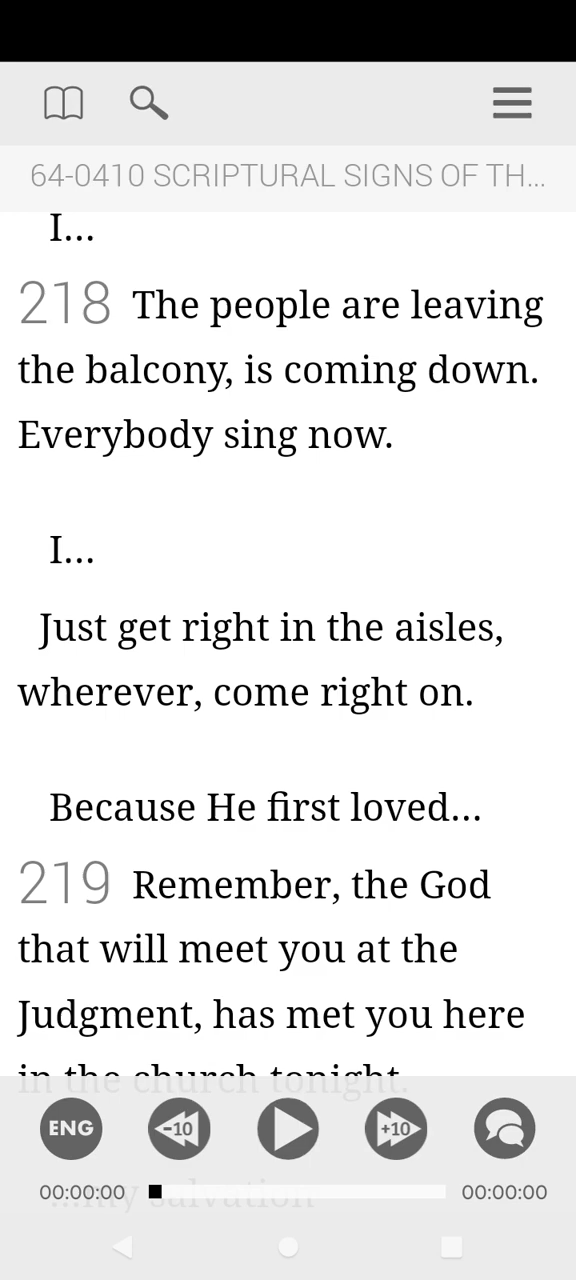 64-0410 SCRIPTURAL SIGNS OF TH...
I...
218 The people are leaving
the balcony, is coming down.
Everybody sing now.
I...
Just get right in the aisles,
wherever, come right on.
Because He first loved...
219 Remember, the God
that will meet you at the
Judgment, has met you here
in the church tonight.
ENG
-10
+10
00:00:00
00:00:00
...my salvation